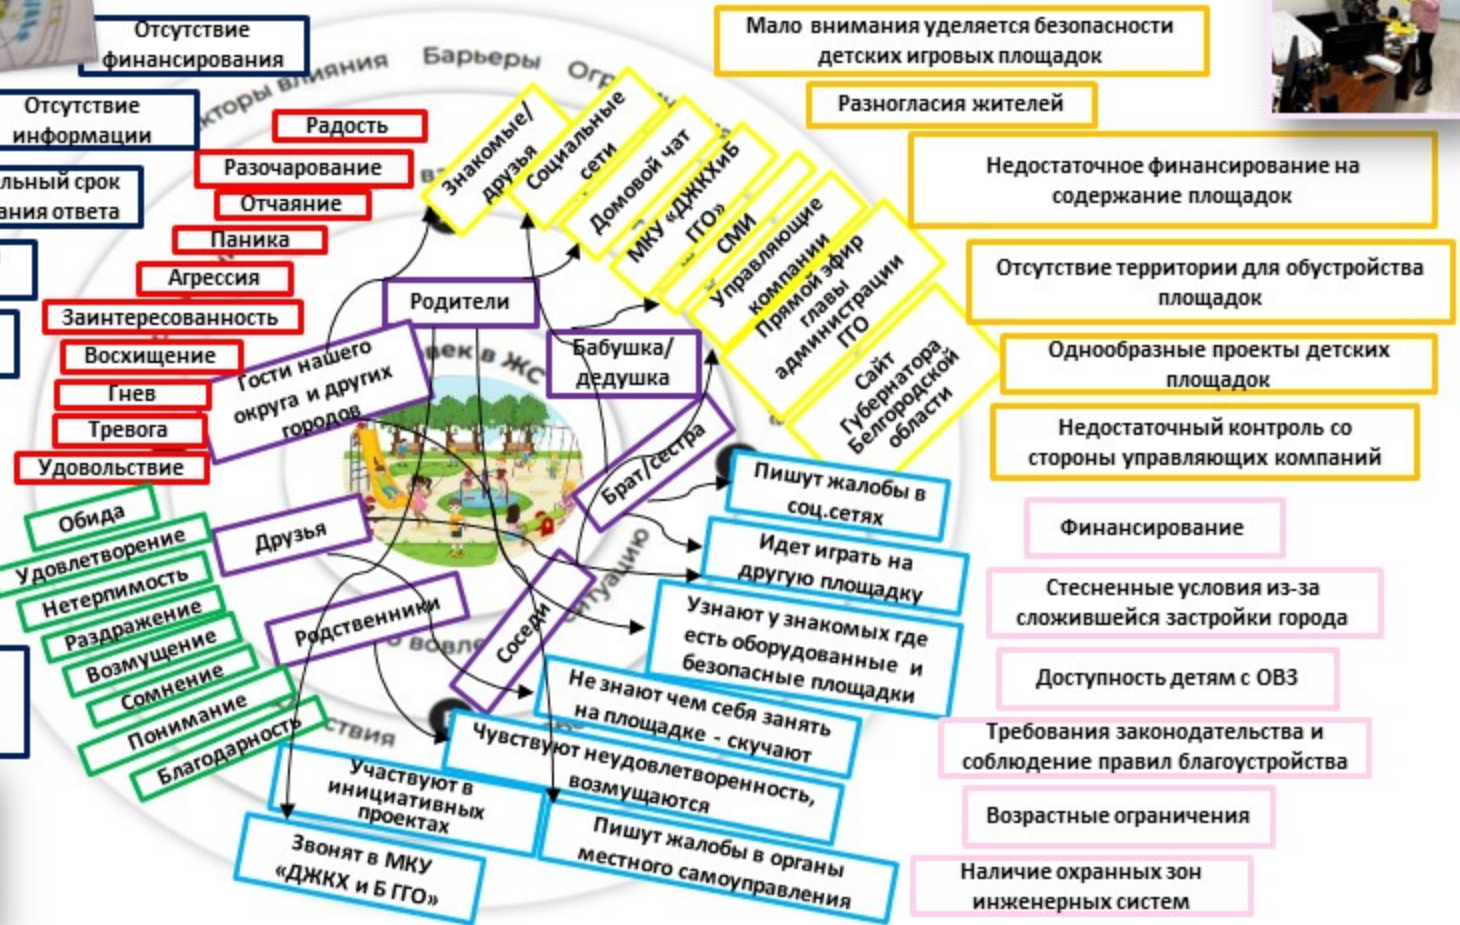 Отсутствие
финансирования
Отсутствие
информации
льный срок
ания ответа
кторы влияния
Барьеры
Радость
Разочарование
Отчаяние
Паника
Агрессия
Заинтересованность
Восхищение
Гнев
Тревога
Удовольствие
Обида
Удовлетворение
Нетерпимость
Раздражение
Возмущение
Сомнение
Понимание
Благодарность
Знакомые/
друзья
Социальные
сети
Домовой чат
МКУ «ДЖКХиБ
ГГО»
СМИ
Управляющие
компании
Прямой эфир
главы
администрации
ГГО
Сайт
Губернатора
Белгородской
области
Родители
Гости нашего
округа и других
городов
век в ЖС
Бабушка/
дедушка
Брат/сестра
Друзья
Родственники
Соседи
ситуацию
о вовле
ствия
Пишут жалобы в
соц.сетях
Идет играть на
другую площадку
Узнают у знакомых где
есть оборудованные и
безопасные площадки
Не знают чем себя занять
на площадке - скучают
Чувствуют неудовлетворенность,
возмущаются
Участвуют в
инициативных
проектах
Пишут жалобы в органы
местного самоуправления
Звонят в МКУ
«ДЖКХ и Б ГГО»
Мало внимания уделяется безопасности
детских игровых площадок
Разногласия жителей
Недостаточное финансирование на
содержание площадок
Отсутствие территории для обустройства
площадок
Однообразные проекты детских
площадок
Недостаточный контроль со
стороны управляющих компаний
Финансирование
Стесненные условия из-за
сложившейся застройки города
Доступность детям с ОВЗ
Требования законодательства и
соблюдение правил благоустройства
Возрастные ограничения
Наличие охранных зон
инженерных систем